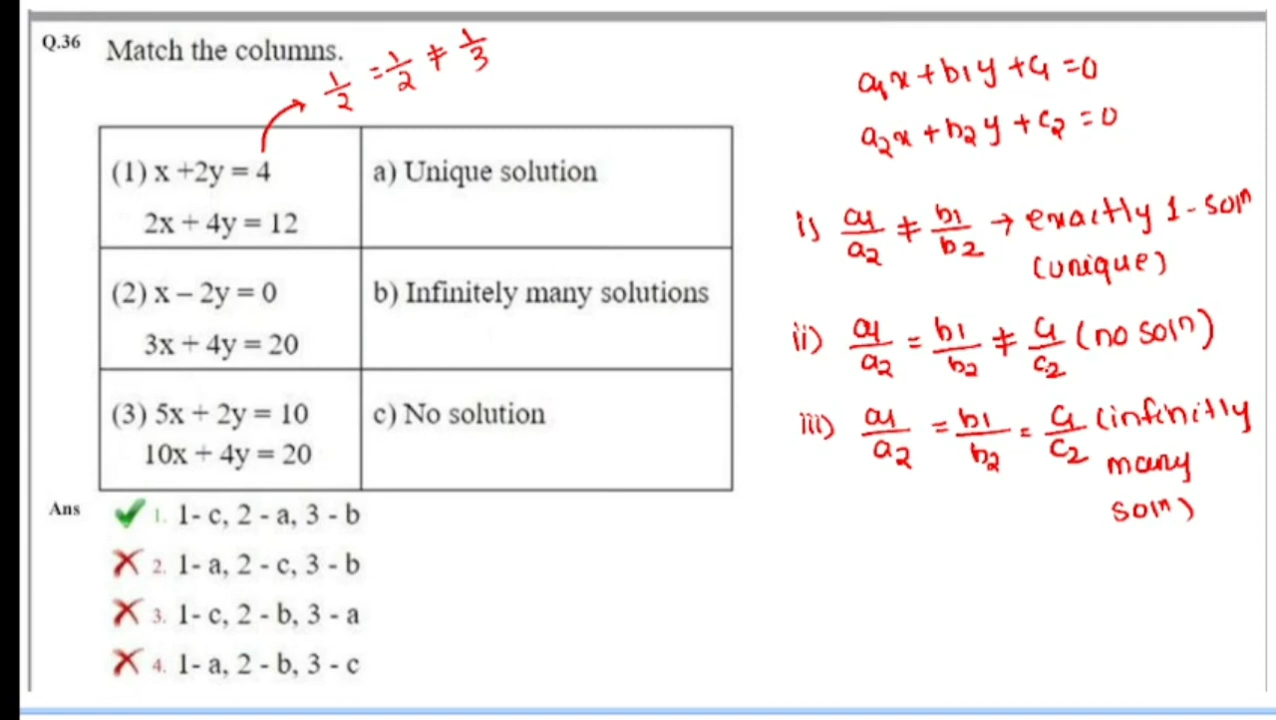 Q.36 Match the columns.
1/2 = 1/2 ≠ 1/3
(1) x +2y = 4
2x + 4y = 12
a) Unique solution
(2) x – 2y = 0
3x + 4y = 20
b) Infinitely many solutions
(3) 5x + 2y = 10
10x + 4y = 20
c) No solution
Ans
1. 1- c, 2 - a, 3 - b
2. 1- a, 2 - c, 3 - b
3. 1- c, 2 - b, 3 - a
4. 1- a, 2 - b, 3 - c
a1x + b1y + c1 = 0
a2x + b2y + c2 = 0
i) a1/a2 ≠ b1/b2 → exactly 1 - soln
(unique)
ii) a1/a2 = b1/b2 ≠ c1/c2 (no soln)
iii) a1/a2 = b1/b2 = c1/c2 (infinitly
many
soln)